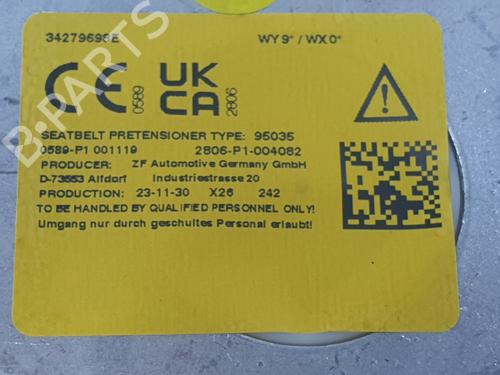 34279698E WY 9° / WX 0°
CE 0589 UK CA 2806
SEATBELT PRETENSIONER TYPE: 95035
0589-P1 001119 2806-P1-004082
PRODUCER: ZF Automotive Germany GmbH
D-73553 Alfdorf Industriestrasse 20
PRODUCTION: 23-11-30 X26 242
TO BE HANDLED BY QUALIFIED PERSONNEL ONLY!
Umgang nur durch geschultes Personal erlaubt!
B-PARTS